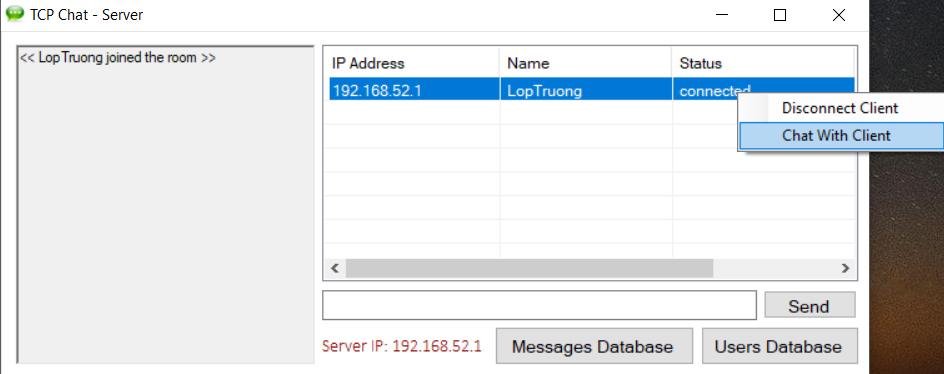 TCP Chat - Server
<< LopTruong joined the room >>
IP Address Name Status
192.168.52.1 LopTruong connected
Disconnect Client
Chat With Client
Send
Server IP: 192.168.52.1 Messages Database Users Database